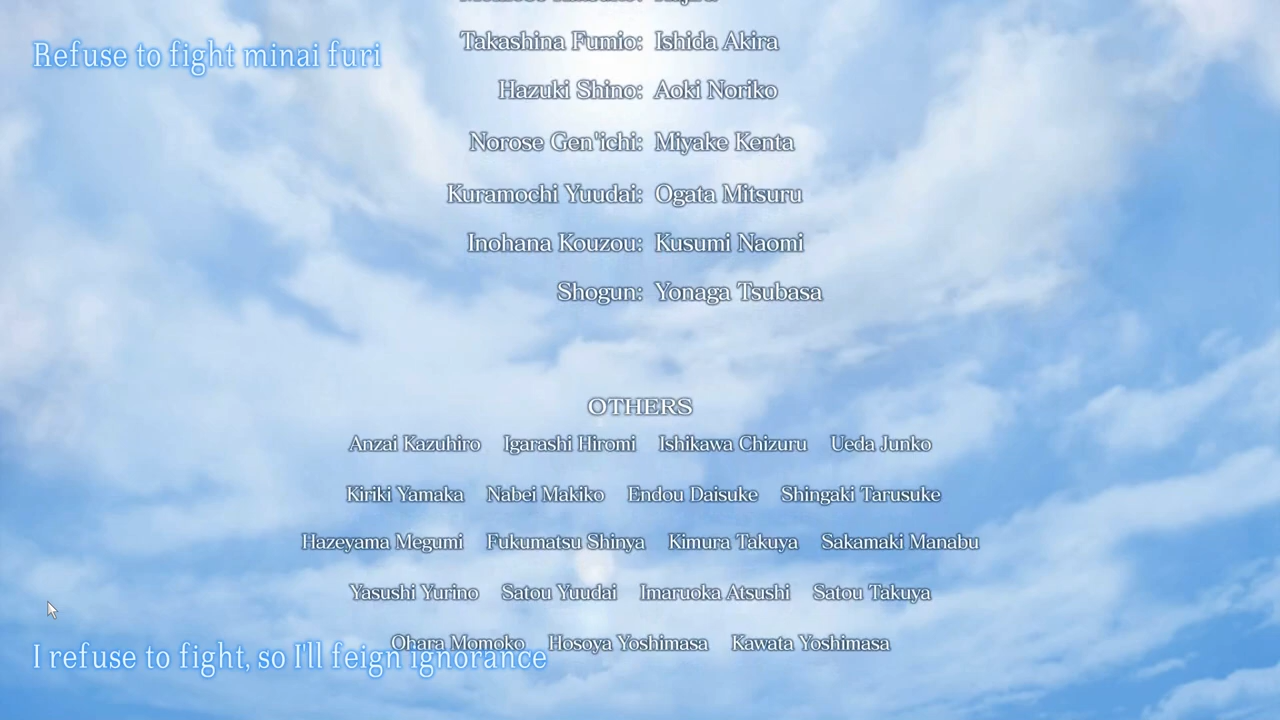 Refuse to fight minai furi
Takashina Fumio: Ishida Akira
Hazuki Shino: Aoki Noriko
Norose Gen'ichi: Miyake Kenta
Kuramochi Yuudai: Ogata Mitsuru
Inohana Kouzou: Kusumi Naomi
Shogun: Yonaga Tsubasa
OTHERS
Anzai Kazuhiro Igarashi Hiromi Ishikawa Chizuru Ueda Junko
Kiriki Yamaka Nabei Makiko Endou Daisuke Shingaki Tarusuke
Hazeyama Megumi Fukumatsu Shinya Kimura Takuya Sakamaki Manabu
Yasushi Yurino Satou Yuudai Imaruoka Atsushi Satou Takuya
Ohara Momoko Hosoya Yoshimasa Kawata Yoshimasa
I refuse to fight, so I'll feign ignorance